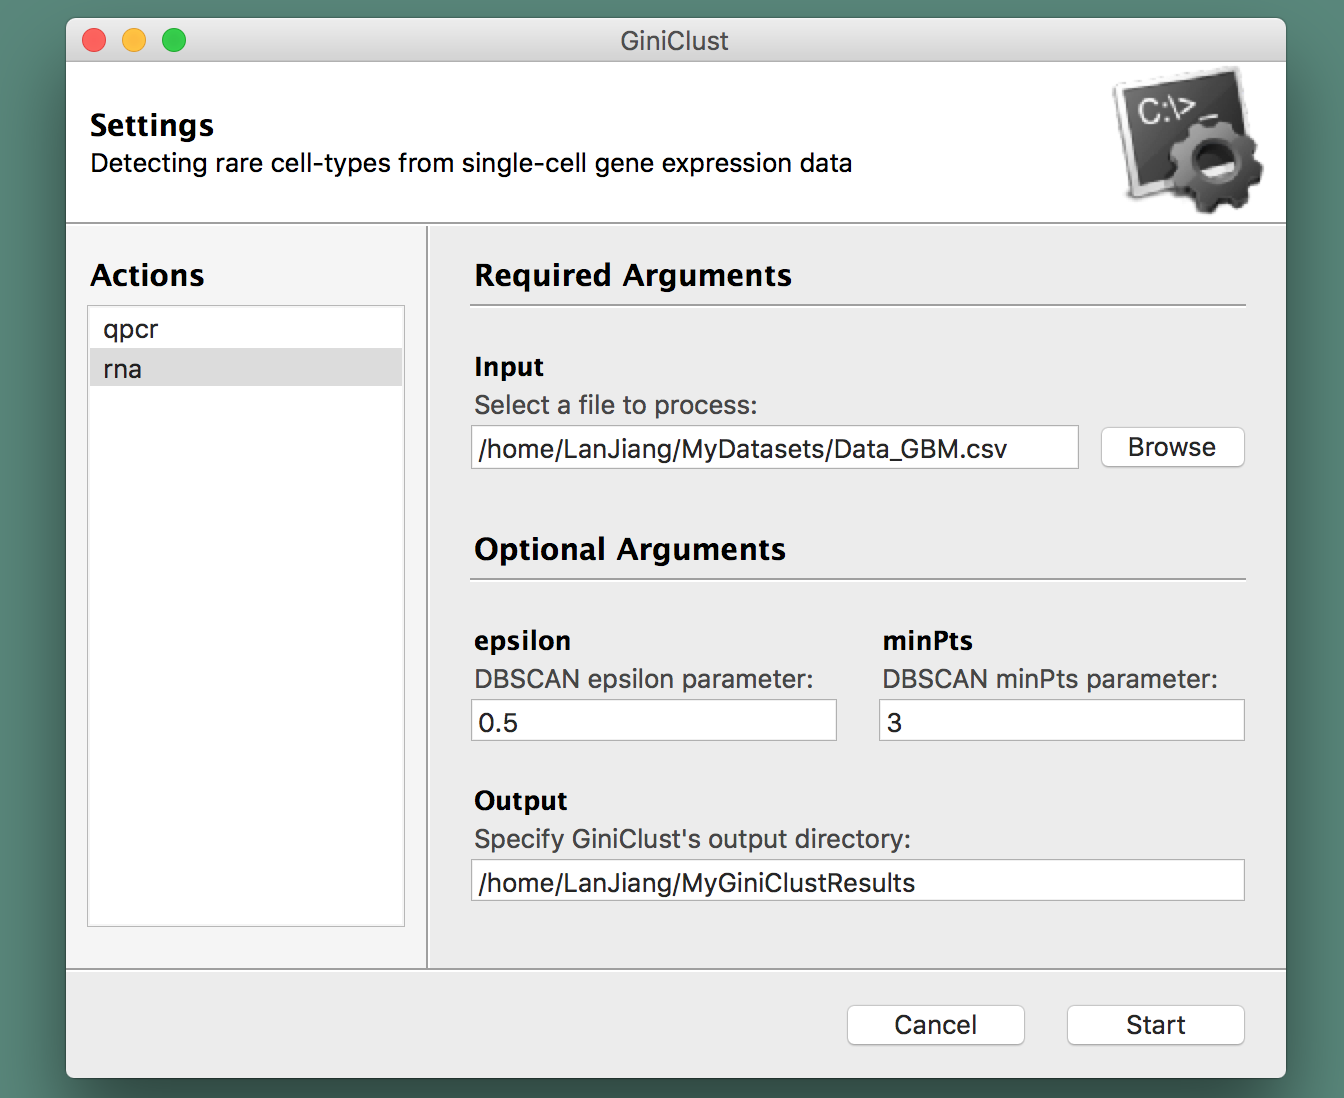 GiniClust
Settings
Detecting rare cell-types from single-cell gene expression data
C:\>_
Actions
qpcr
rna
Required Arguments
Input
Select a file to process:
/home/LanJiang/MyDatasets/Data_GBM.csv
Browse
Optional Arguments
epsilon
DBSCAN epsilon parameter:
0.5
minPts
DBSCAN minPts parameter:
3
Output
Specify GiniClust's output directory:
/home/LanJiang/MyGiniClustResults
Cancel
Start